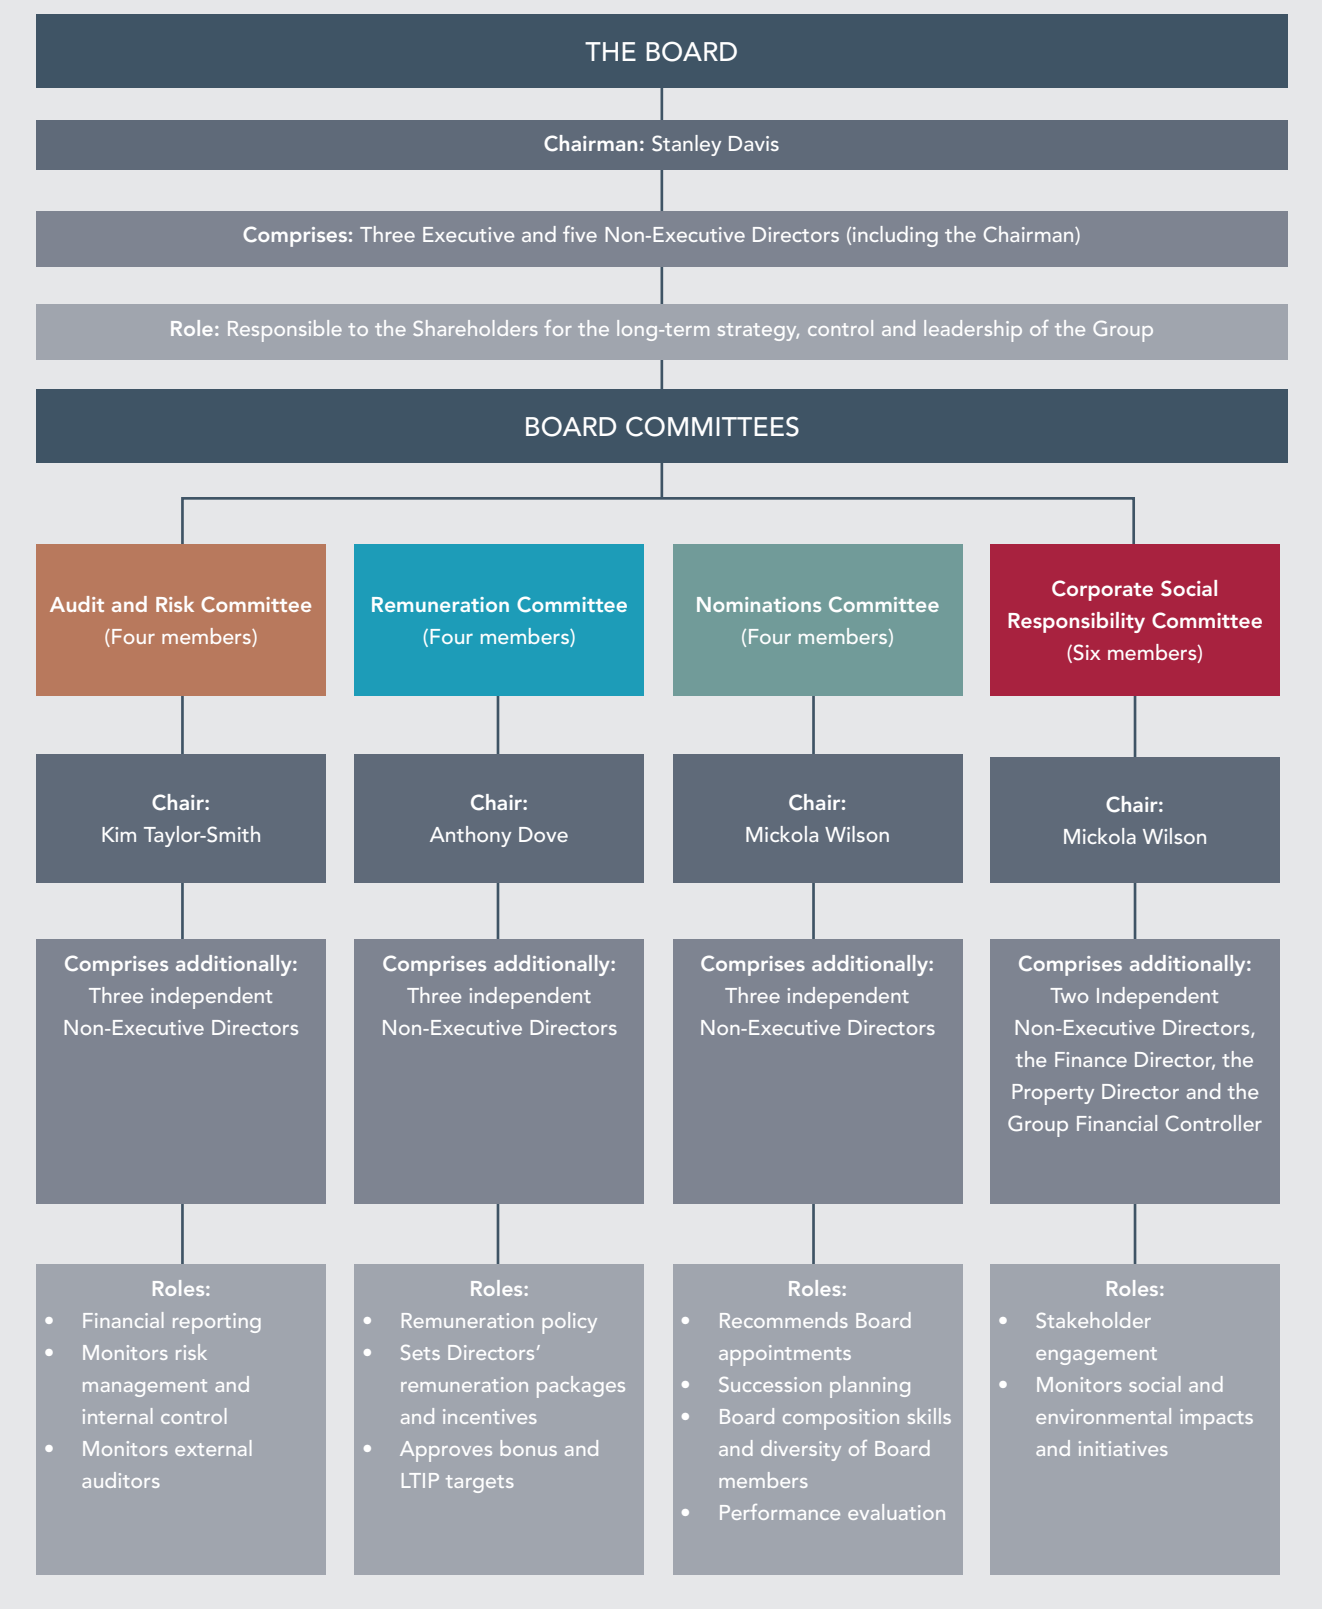 THE BOARD
Chairman: Stanley Davis
Comprises: Three Executive and five Non-Executive Directors (including the Chairman)
Role: Responsible to the Shareholders for the long-term strategy, control and leadership of the Group
BOARD COMMITTEES
Audit and Risk Committee
(Four members)
Chair:
Kim Taylor-Smith
Comprises additionally:
Three independent
Non-Executive Directors
Roles:
• Financial reporting
• Monitors risk
management and
internal control
• Monitors external
auditors
Remuneration Committee
(Four members)
Chair:
Anthony Dove
Comprises additionally:
Three independent
Non-Executive Directors
Roles:
• Remuneration policy
• Sets Directors’
remuneration packages
and incentives
• Approves bonus and
LTIP targets
Nominations Committee
(Four members)
Chair:
Mickola Wilson
Comprises additionally:
Three independent
Non-Executive Directors
Roles:
• Recommends Board
appointments
• Succession planning
• Board composition skills
and diversity of Board
members
• Performance evaluation
Corporate Social
Responsibility Committee
(Six members)
Chair:
Mickola Wilson
Comprises additionally:
Two Independent
Non-Executive Directors,
the Finance Director, the
Property Director and the
Group Financial Controller
Roles:
• Stakeholder
engagement
• Monitors social and
environmental impacts
and initiatives